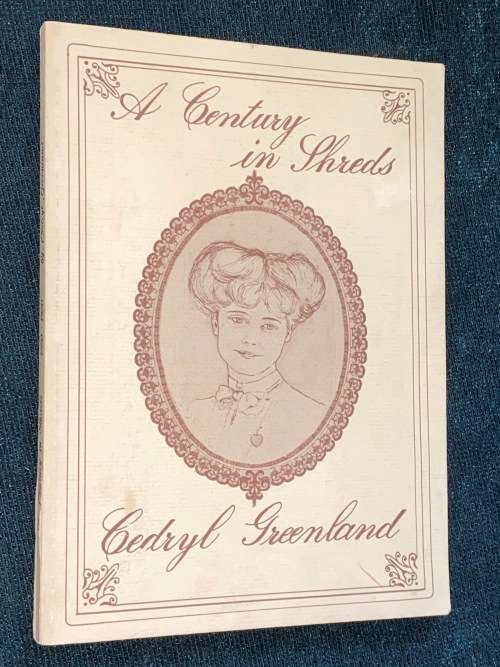 A Century
in Shreds
Cedryl Greenland